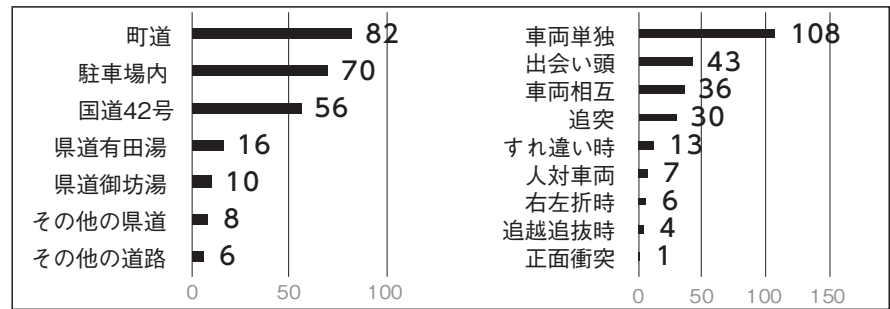 町道 82
駐車場内 70
国道42号 56
県道有田湯 16
県道御坊湯 10
その他の県道 8
その他の道路 6
0 50 100
車両単独 108
出会い頭 43
車両相互 36
追突 30
すれ違い時 13
人対車両 7
右左折時 6
追越追抜時 4
正面衝突 1
0 50 100 150